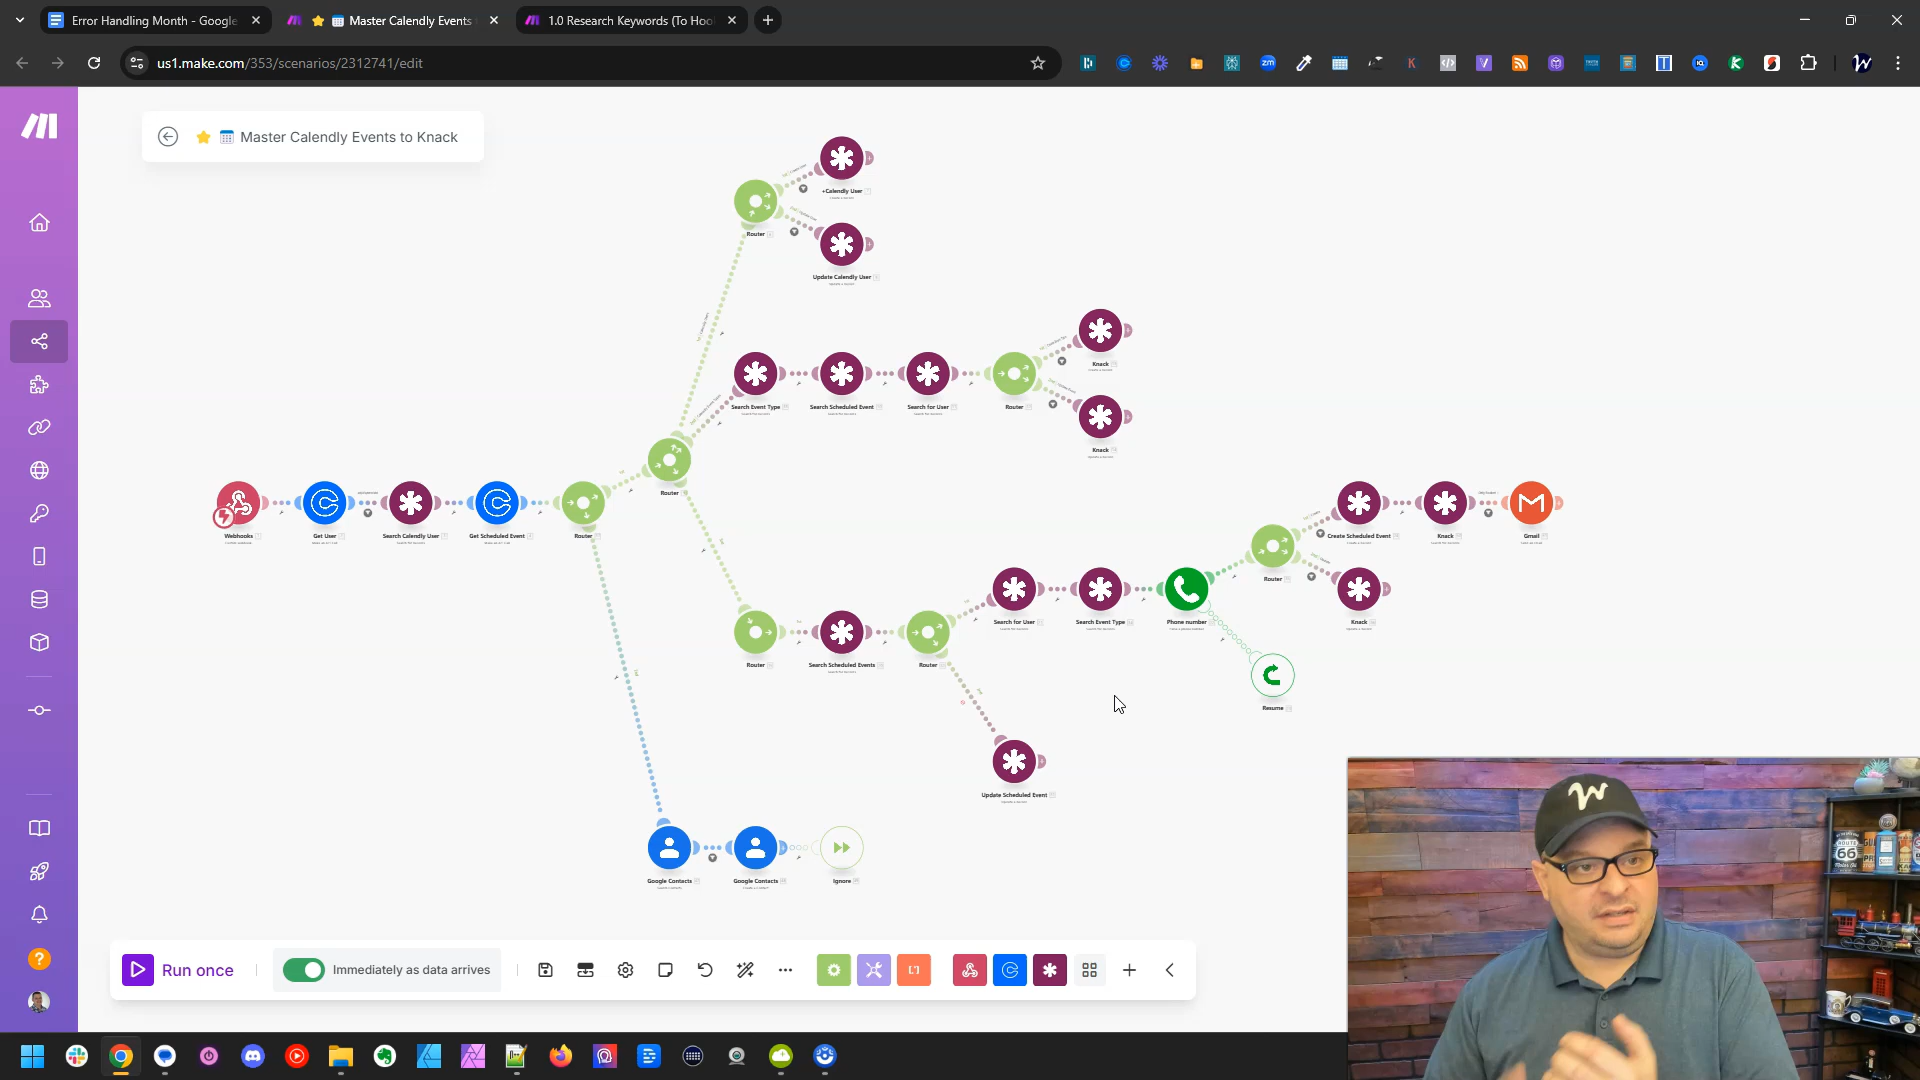 Error Handling Month - Google
Master Calendly Events
1.0 Research Keywords (To Hoo
us1.make.com/353/scenarios/2312741/edit
Master Calendly Events to Knack
+Calendly User
Router
Update Calendly User
Knack
Search Event Type
Search Scheduled Event
Search for User
Router
Knack
Router
Webhooks
Get User
Search Calendly User
Get Scheduled Event
Router
Create Scheduled Event
Knack
Gmail
Router
Search for User
Search Event Type
Phone number
Knack
Router
Search Scheduled Events
Router
Resume
Update Scheduled Event
Google Contacts
Google Contacts
Ignore
Run once
Immediately as data arrives
ROUTE
66